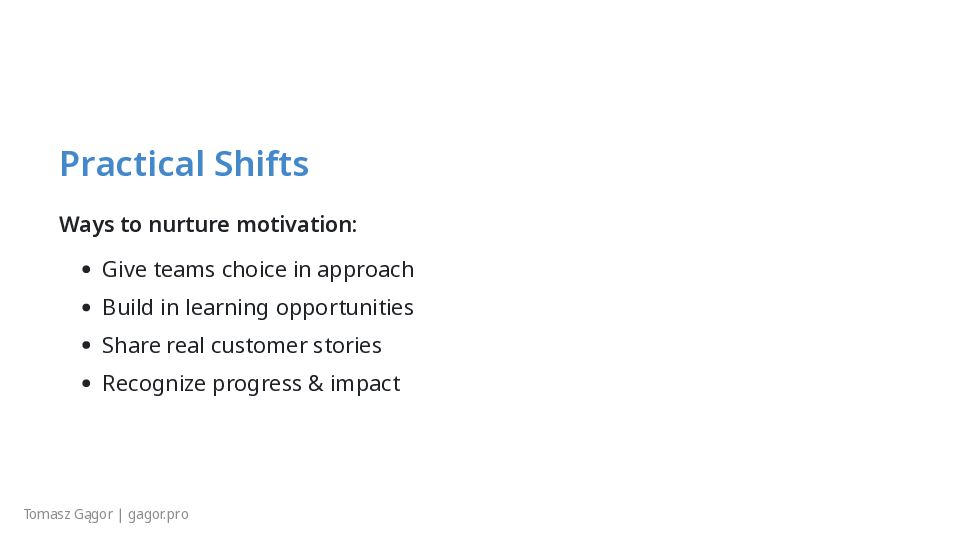 Practical Shifts
Ways to nurture motivation:
• Give teams choice in approach
• Build in learning opportunities
• Share real customer stories
• Recognize progress & impact
Tomasz Gągor | gagor.pro